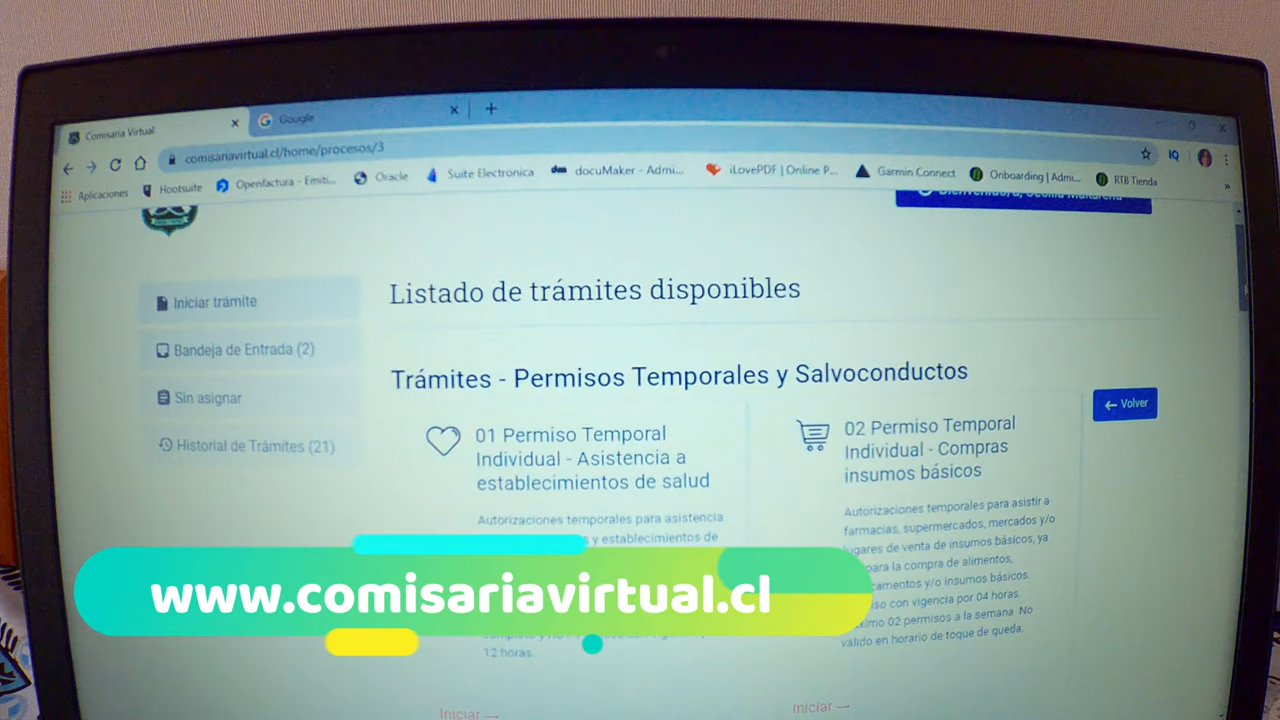 Comisaria Virtual
Google
comisariavirtual.cl/home/procesos/3
IQ
Aplicaciones
Hootsuite
Openfactura - Emiti...
Oracle
Suite Electronica
docuMaker - Admi...
iLovePDF | Online P...
Garmin Connect
Onboarding | Admi...
RTB Tienda
Iniciar trámite
Bandeja de Entrada (2)
Sin asignar
Historial de Trámites (21)
Listado de trámites disponibles
Trámites - Permisos Temporales y Salvoconductos
← Volver
01 Permiso Temporal
Individual - Asistencia a
establecimientos de salud
Autorizaciones temporales para asistencia
y establecimientos de
12 horas.
Iniciar →
02 Permiso Temporal
Individual - Compras
insumos básicos
Autorizaciones temporales para asistir a
farmacias, supermercados, mercados y/o
lugares de venta de insumos básicos, ya
para la compra de alimentos,
y/o insumos básicos.
con vigencia por 04 horas.
02 permisos a la semana. No
válido en horario de toque de queda.
Iniciar →
www.comisariavirtual.cl